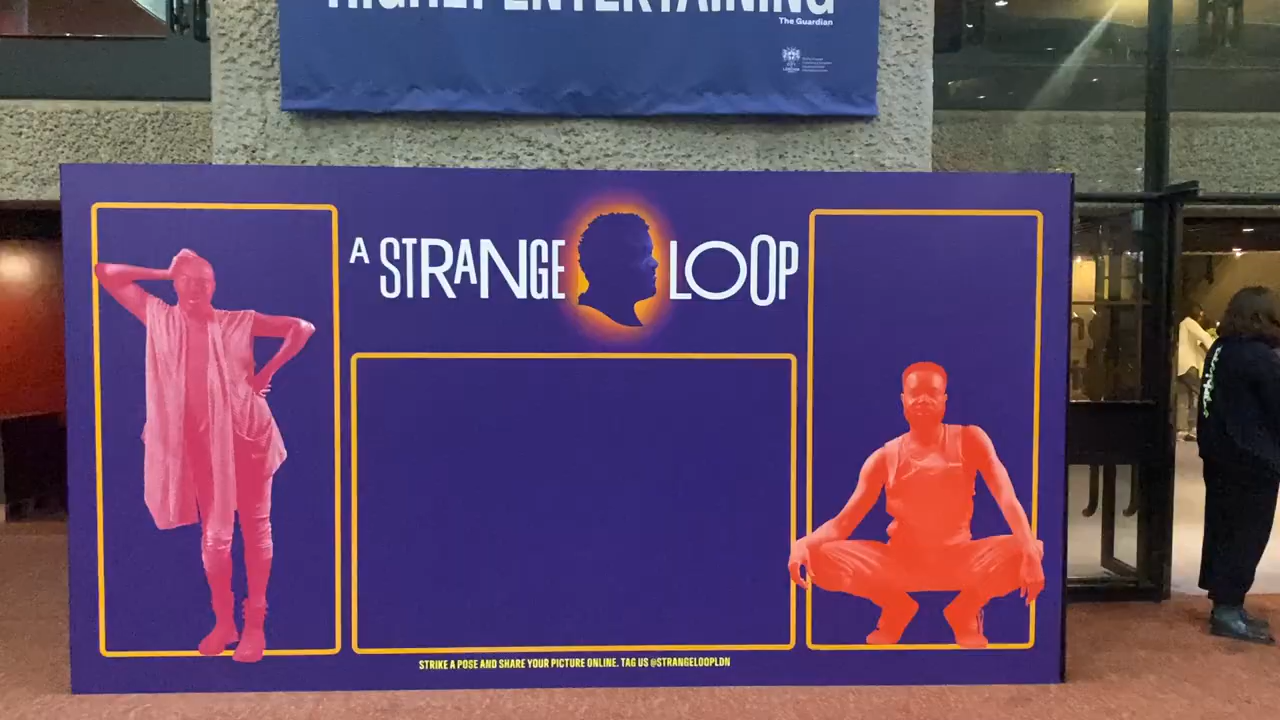 HIGHLY ENTERTAINING
The Guardian
A STRANGE LOOP
STRIKE A POSE AND SHARE YOUR PICTURE ONLINE. TAG US @STRANGELOOPLDN